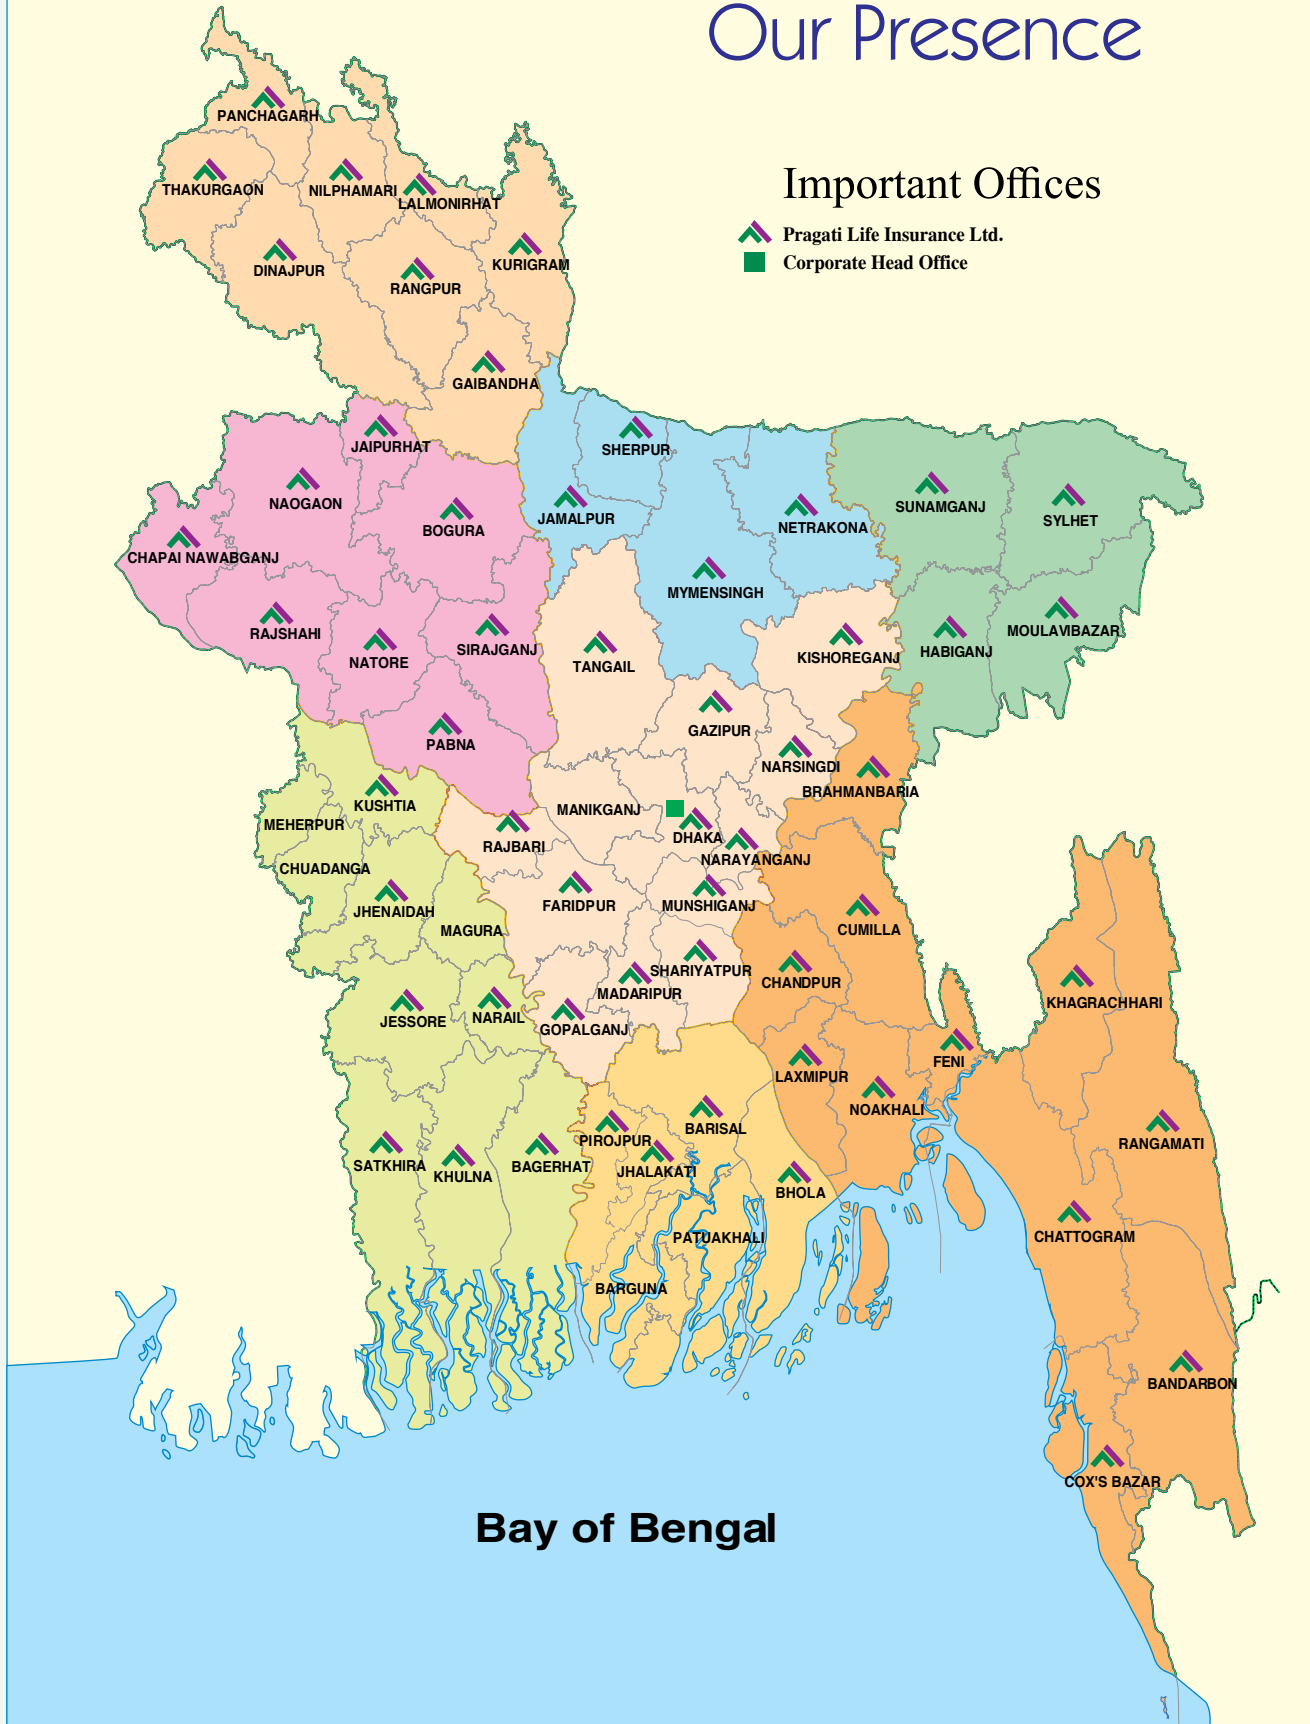 Our Presence
PANCHAGARH
Important Offices
THAKURGAON
NILPHAMARI
LALMONIRHAT
Pragati Life Insurance Ltd.
Corporate Head Office
DINAJPUR
KURIGRAM
RANGPUR
GAIBANDHA
JAIPURHAT
SHERPUR
NAOGAON
SUNAMGANJ
JAMALPUR
SYLHET
BOGURA
NETRAKONA
CHAPAI NAWABGANJ
MYMENSINGH
RAJSHAHI
MOULAVIBAZAR
NATORE
SIRAJGANJ
TANGAIL
KISHOREGANJ
HABIGANJ
GAZIPUR
PABNA
NARSINGDI
BRAHMANBARIA
KUSHTIA
MANIKGANJ
MEHERPUR
DHAKA
RAJBARI
NARAYANGANJ
CHUADANGA
JHENAIDAH
FARIDPUR
MUNSHIGANJ
MAGURA
CUMILLA
SHARIYATPUR
CHANDPUR
MADARIPUR
KHAGRACHHARI
JESSORE
NARAIL
GOPALGANJ
FENI
LAXMIPUR
NOAKHALI
BARISAL
PIROJPUR
RANGAMATI
SATKHIRA
KHULNA
BAGERHAT
JHALAKATI
BHOLA
PATUAKHALI
CHATTOGRAM
BARGUNA
BANDARBON
COX'S BAZAR
Bay of Bengal